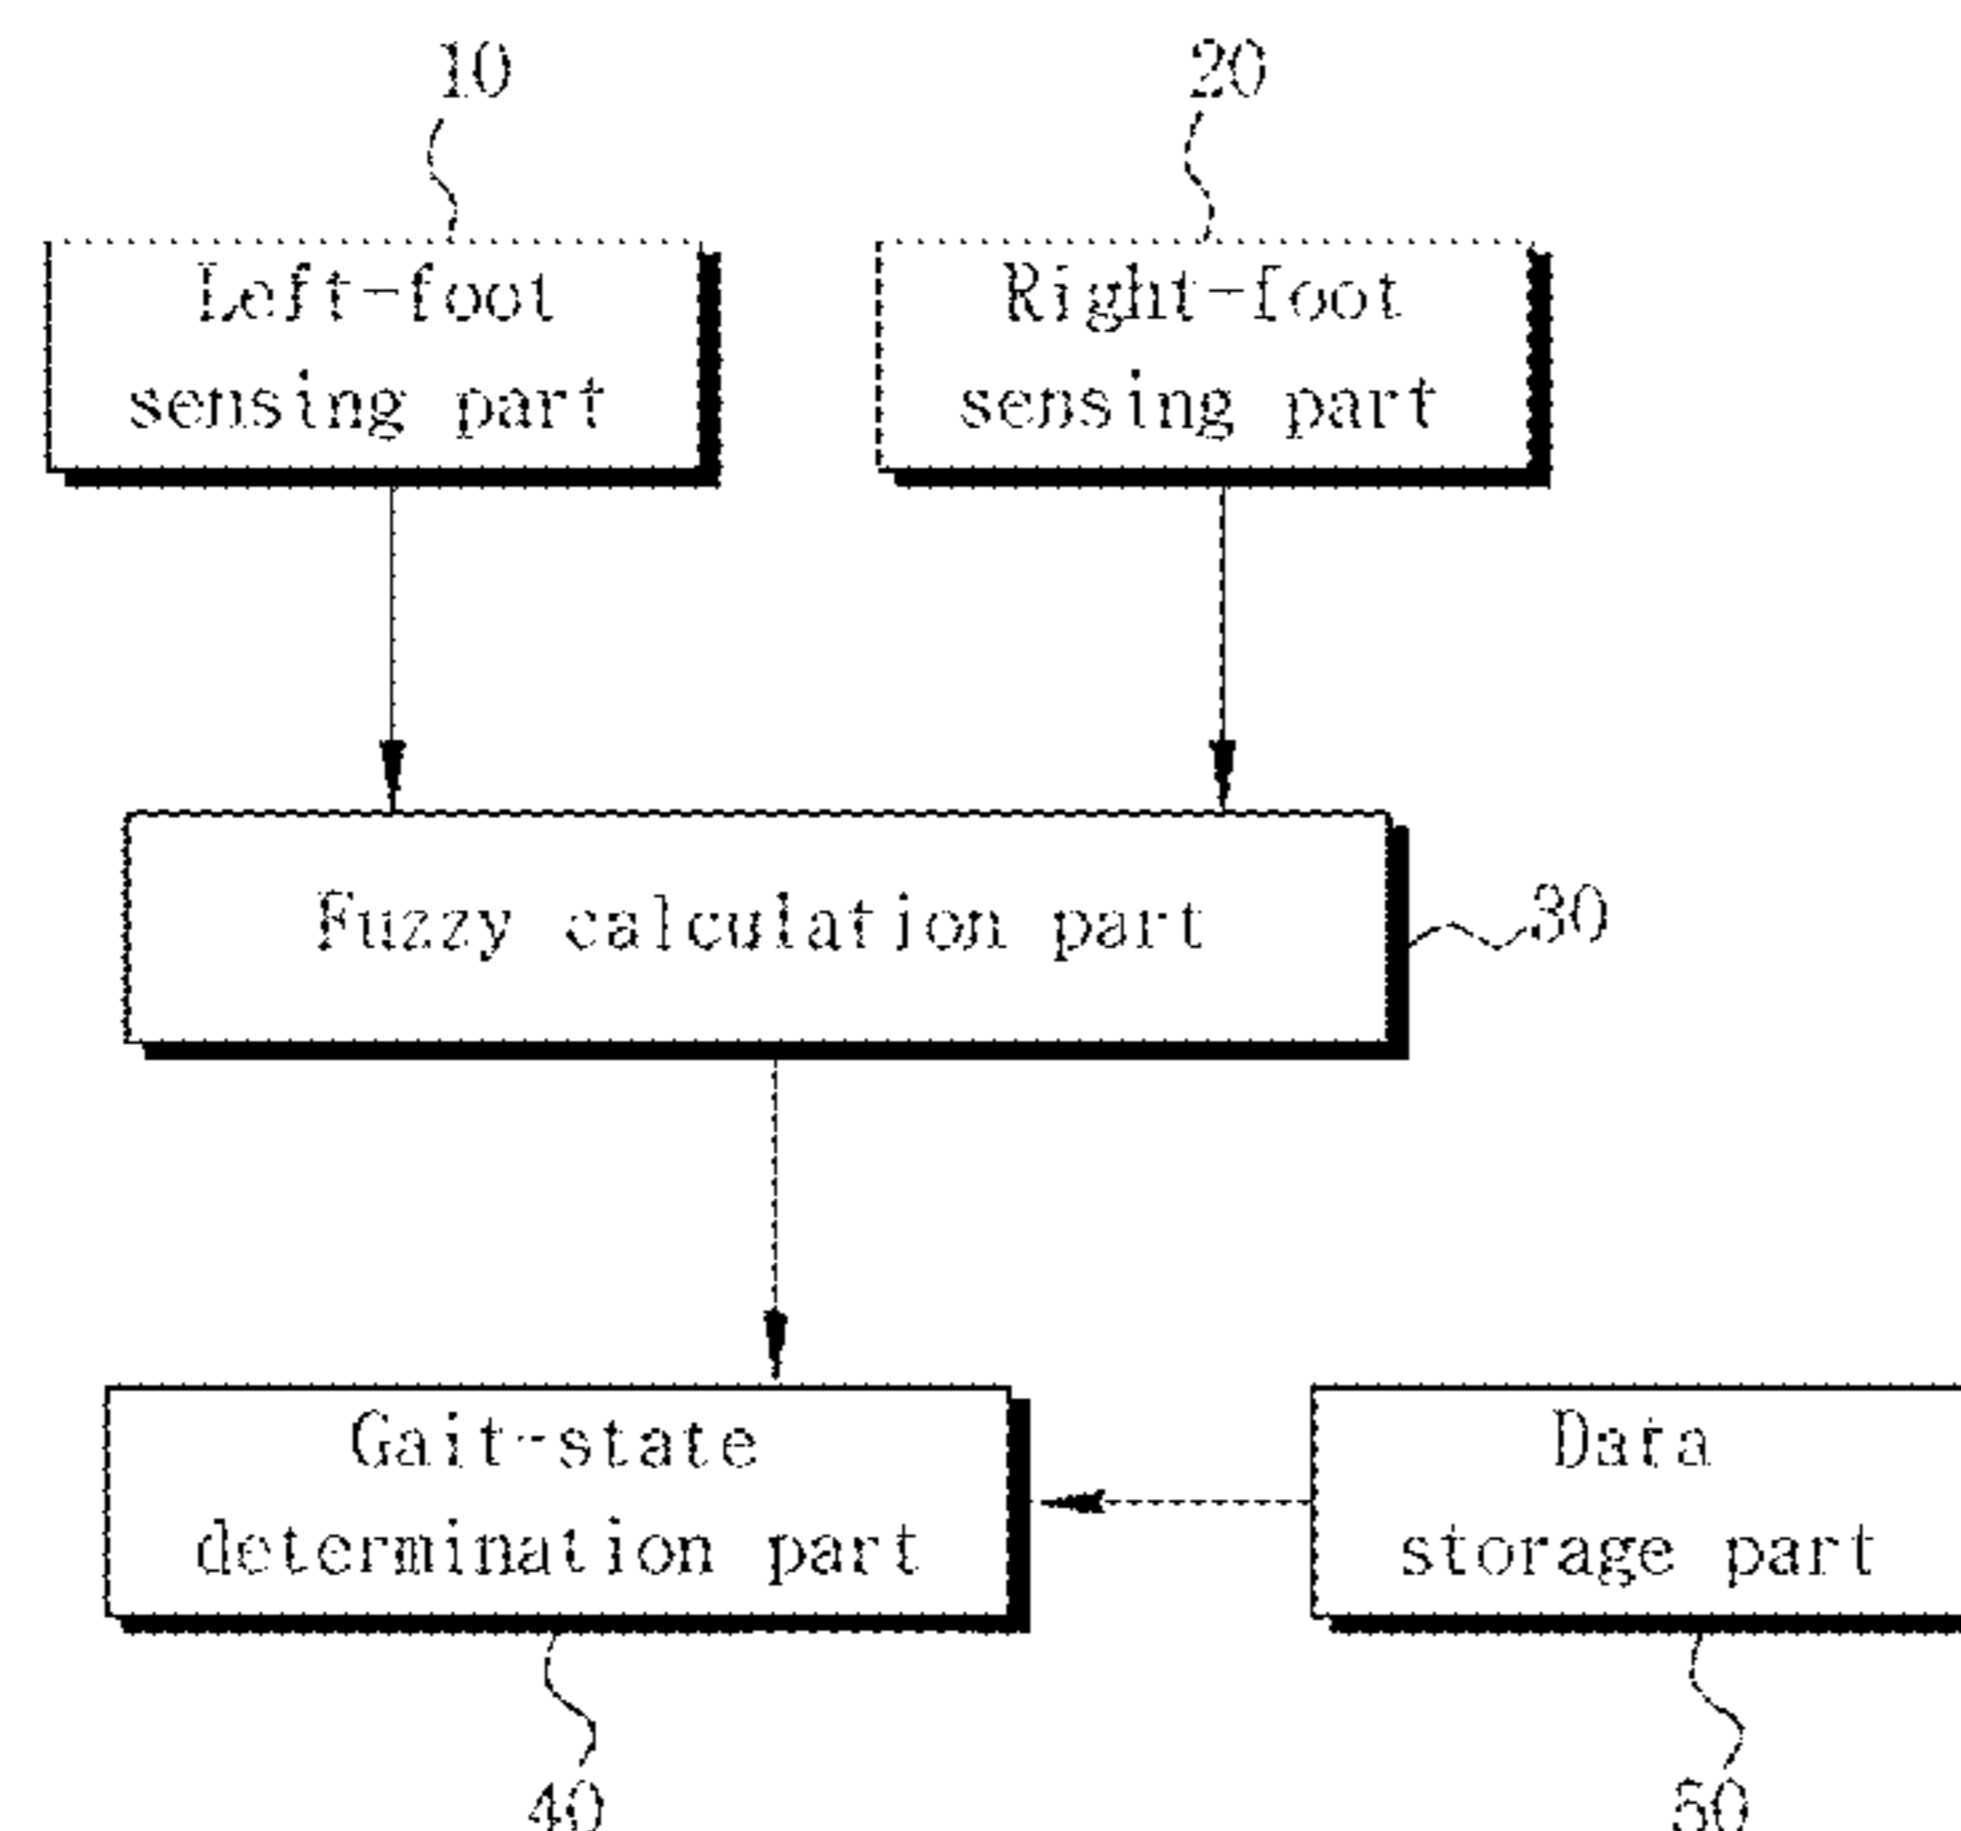 10
20
Left-foot
sensing part
Right-foot
sensing part
Fuzzy calculation part
30
Gait-state
determination part
Data
storage part
40
50